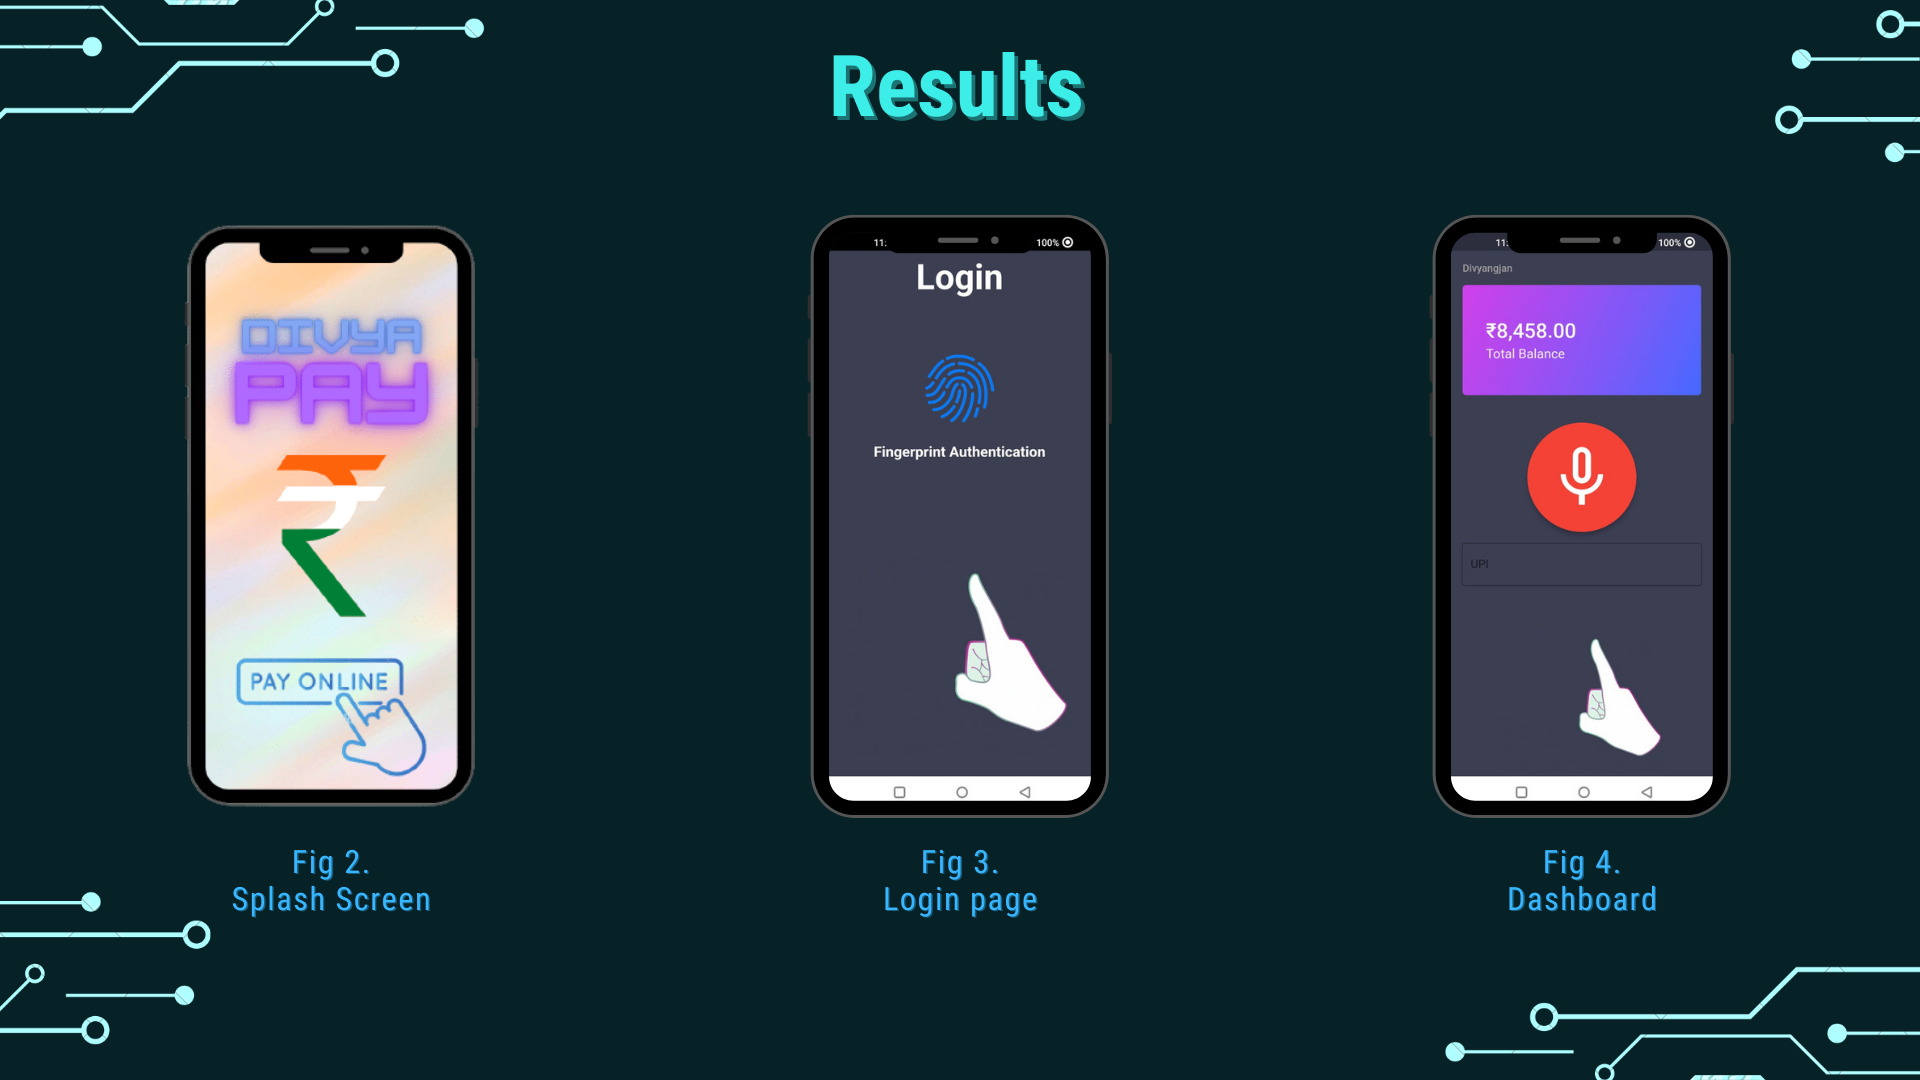 Results
DIVYA
PAY
PAY ONLINE
Fig 2.
Splash Screen
11:
100%
Login
Fingerprint Authentication
Fig 3.
Login page
11:
100%
Divyangjan
₹8,458.00
Total Balance
UPI
Fig 4.
Dashboard